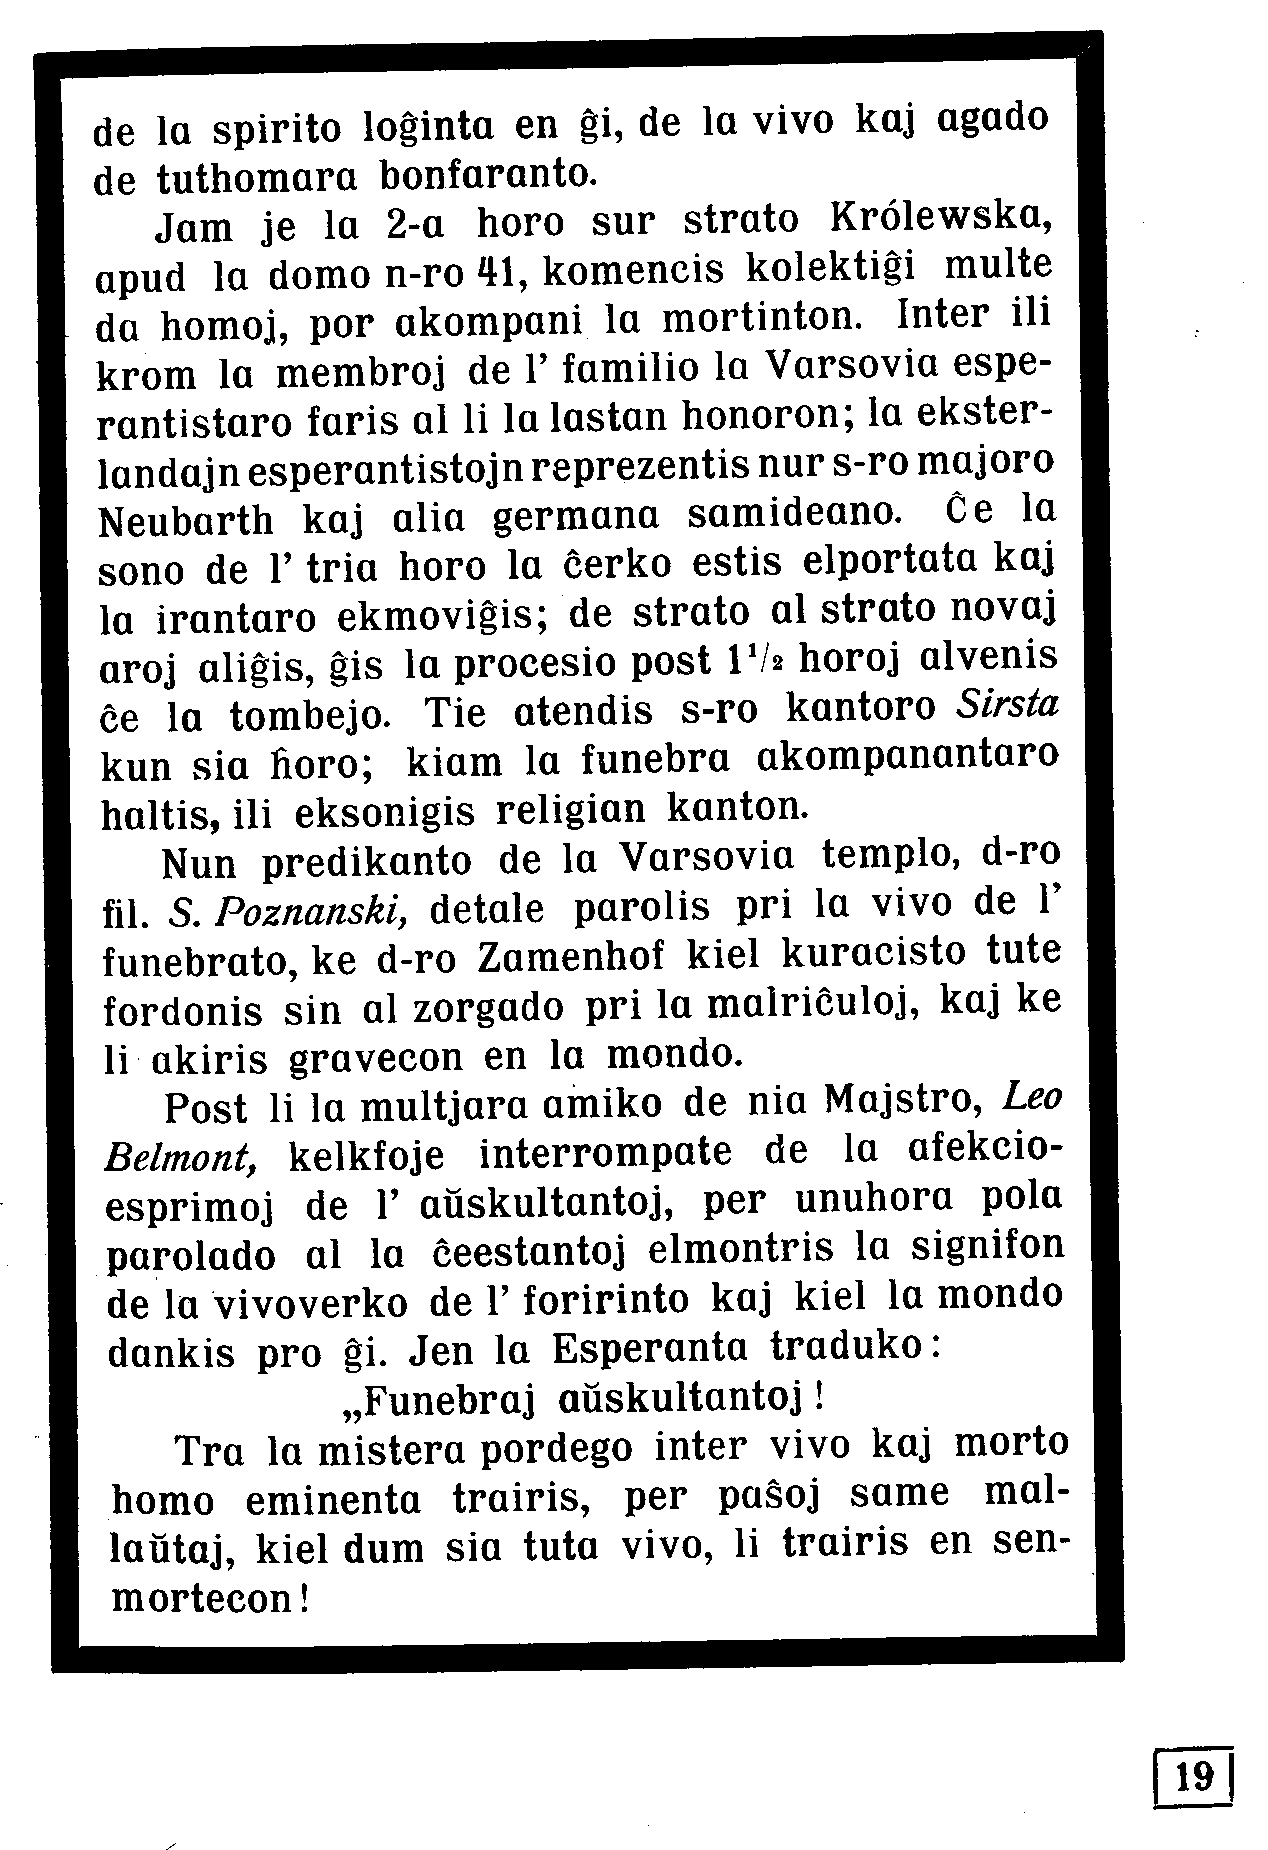 de la spirito loĝinta en ĝi, de la vivo kaj agado
de tuthomara bonfaranto.
Jam je la 2-a horo sur strato Królewska,
apud la domo n-ro 41, komencis kolektiĝi multe
da homoj, por akompani la mortinton. Inter ili
krom la membroj de l’ familio la Varsovia espe-
rantistaro faris al li la lastan honoron; la ekster-
landajn esperantistojn reprezentis nur s-ro majoro
Neubarth kaj alia germana samideano. Ĉe la
sono de l’ tria horo la ĉerko estis elportata kaj
la irantaro ekmoviĝis; de strato al strato novaj
aroj aliĝis, ĝis la procesio post 1¹/₂ horoj alvenis
ĉe la tombejo. Tie atendis s-ro kantoro Sirsta
kun sia ĥoro; kiam la funebra akompanantaro
haltis, ili eksonigis religian kanton.
Nun predikanto de la Varsovia templo, d-ro
fil. S. Poznanski, detale parolis pri la vivo de l’
funebrato, ke d-ro Zamenhof kiel kuracisto tute
fordonis sin al zorgado pri la malriĉuloj, kaj ke
li akiris gravecon en la mondo.
Post li la multjara amiko de nia Majstro, Leo
Belmont, kelkfoje interrompate de la afekcio-
esprimoj de l’ aŭskultantoj, per unuhora pola
parolado al la ĉeestantoj elmontris la signifon
de la vivoverko de l’ foririnto kaj kiel la mondo
dankis pro ĝi. Jen la Esperanta traduko:
„Funebraj aŭskultantoj!
Tra la mistera pordego inter vivo kaj morto
homo eminenta trairis, per paŝoj same mal-
laŭtaj, kiel dum sia tuta vivo, li trairis en sen-
mortecon!
19